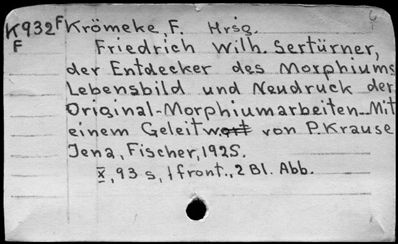 K932F Krömeke, F. Hrsg.
F Friedrich Wilh. Sertürner,
der Entdecker des Morphiums
Lebensbild und Neudruck der
Original-Morphiumarbeiten. Mit
einem Geleitwort von P. Krause
Jena, Fischer, 1925.
X, 93 s, 1 front., 2 Bl. Abb.